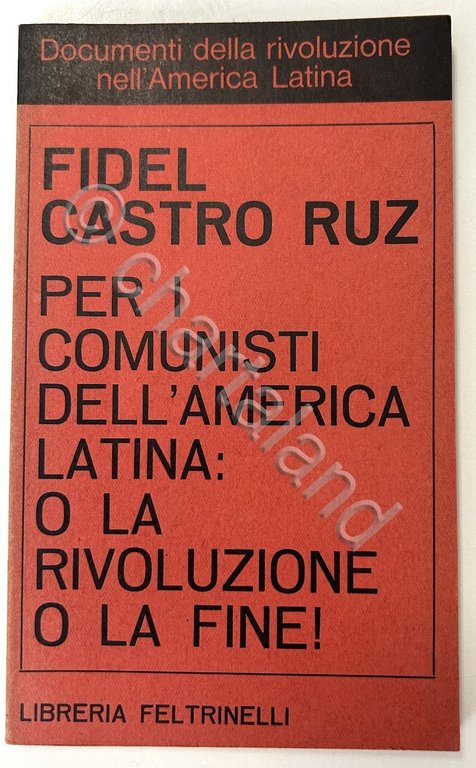 Documenti della rivoluzione
nell'America Latina
FIDEL
CASTRO RUZ
PER I
COMUNISTI
DELL'AMERICA
LATINA:
O LA
RIVOLUZIONE
O LA FINE!
LIBRERIA FELTRINELLI
© chartaland